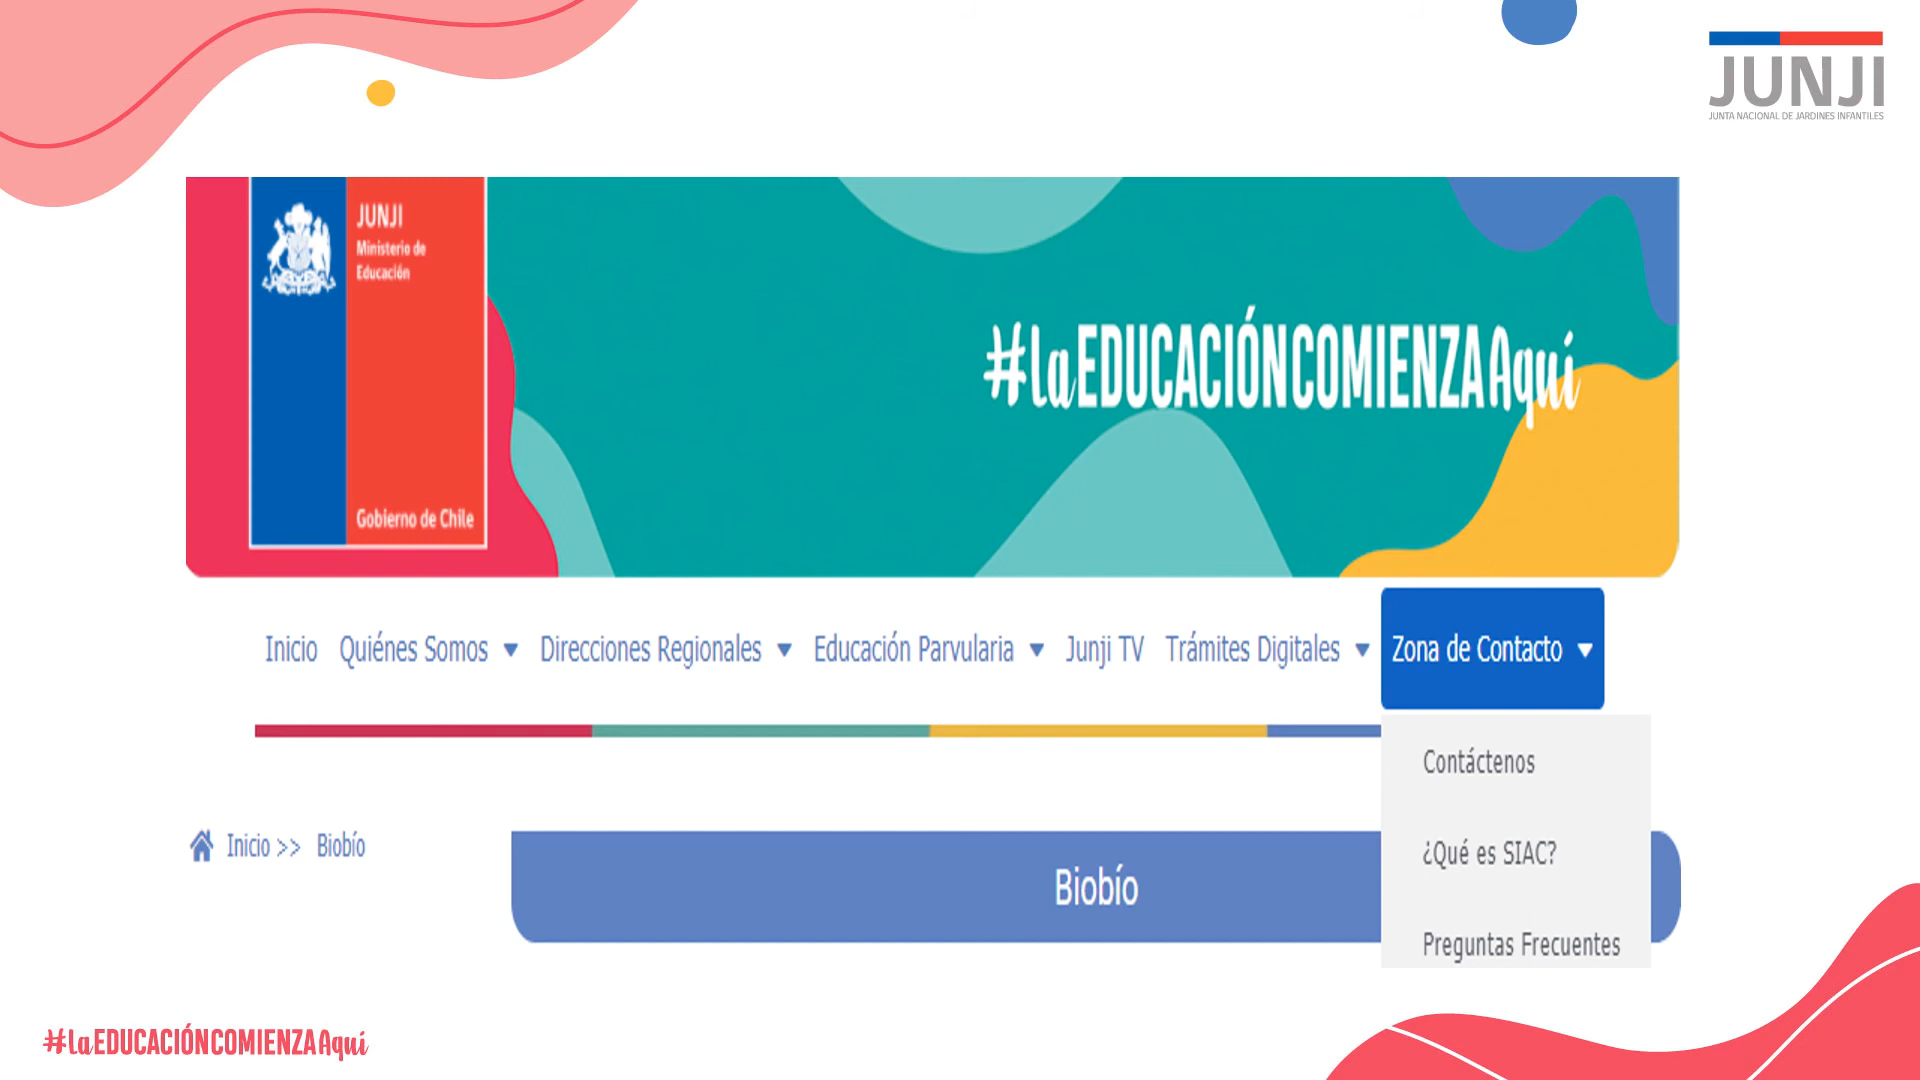 JUNJI
JUNTA NACIONAL DE JARDINES INFANTILES
JUNJI
Ministerio de
Educación
Gobierno de Chile
#LaEDUCACIÓNCOMIENZAAquí
Inicio Quiénes Somos Direcciones Regionales Educación Parvularia Junji TV Trámites Digitales Zona de Contacto
Contáctenos
¿Qué es SIAC?
Preguntas Frecuentes
Inicio >> Biobío
Biobío
#LaEDUCACIÓNCOMIENZAAquí